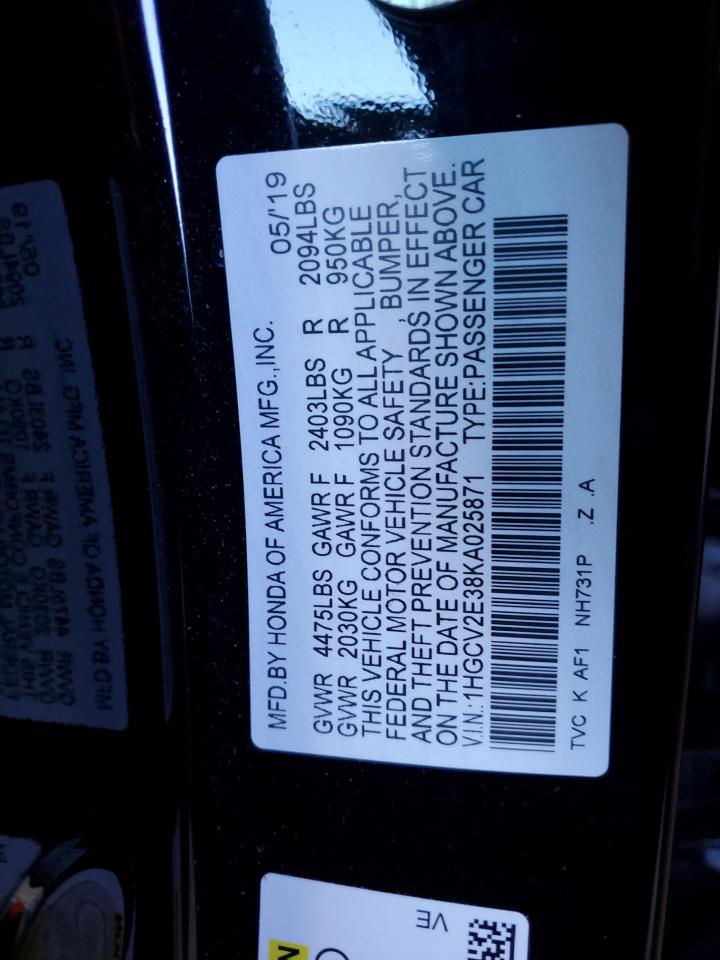 MFD.BY HONDA OF AMERICA MFG.,INC. 05/'19
GVWR 4475LBS GAWR F 2403LBS R 2094LBS
GVWR 2030KG GAWR F 1090KG R 950KG
THIS VEHICLE CONFORMS TO ALL APPLICABLE
FEDERAL MOTOR VEHICLE SAFETY, BUMPER,
AND THEFT PREVENTION STANDARDS IN EFFECT
ON THE DATE OF MANUFACTURE SHOWN ABOVE.
V.I.N.:1HGCV2E38KA025871 TYPE:PASSENGER CAR
TVC K AF1 NH731P .Z .A
VE